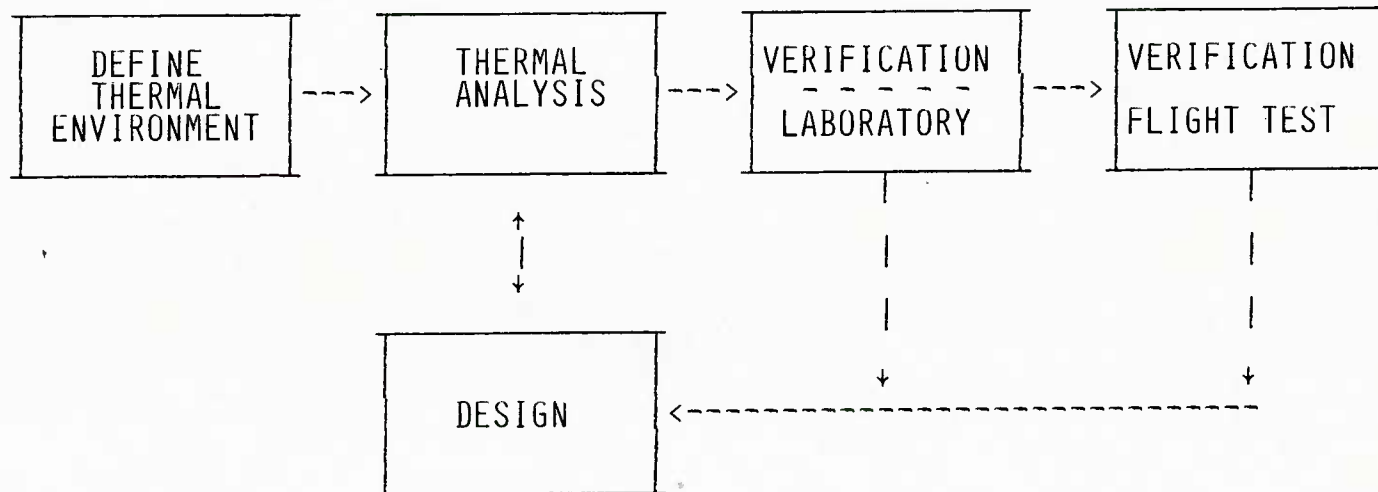 DEFINE
THERMAL
ENVIRONMENT
THERMAL
ANALYSIS
VERIFICATION
LABORATORY
VERIFICATION
FLIGHT TEST
DESIGN